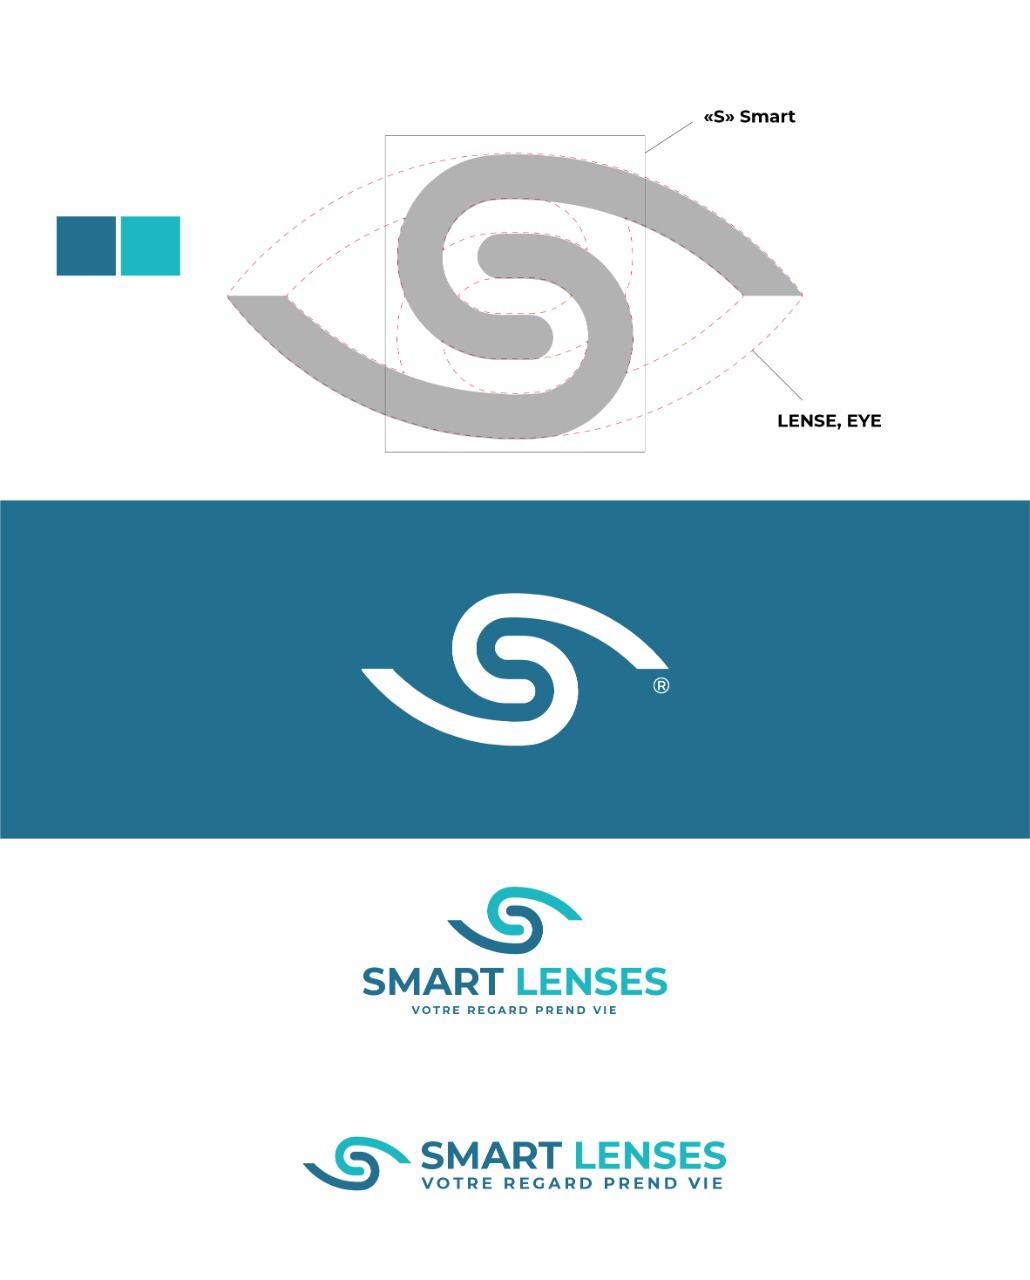 «S» Smart
LENSE, EYE
®
SMART LENSES
VOTRE REGARD PREND VIE
SMART LENSES
VOTRE REGARD PREND VIE